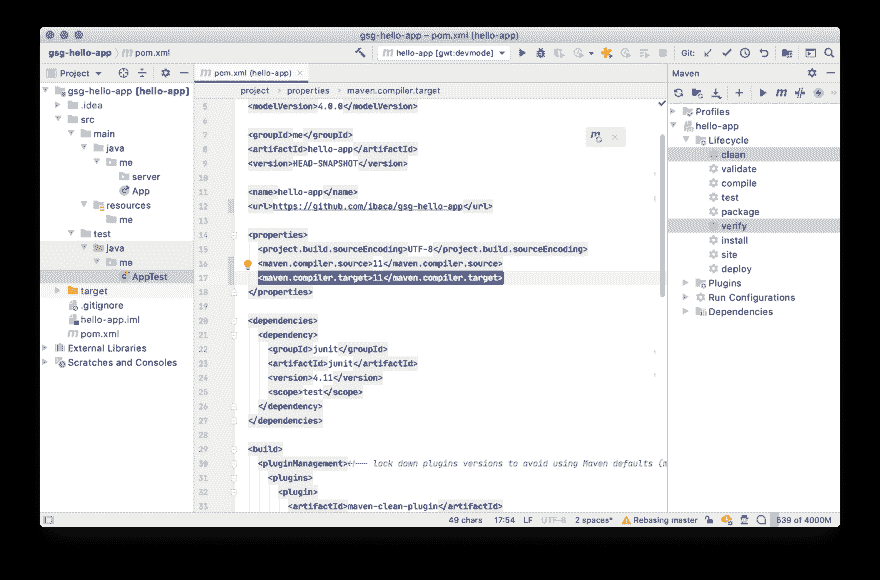 gsg-hello-app – pom.xml (hello-app)
gsg-hello-app pom.xml hello-app [gwt:devmode] Git:
Project pom.xml (hello-app) Maven
project properties maven.compiler.target
gsg-hello-app [hello-app]
.idea
src
main
java
me
server
App
resources
me
test
java
me
AppTest
target
.gitignore
hello-app.iml
pom.xml
External Libraries
Scratches and Consoles
5 <modelVersion>4.0.0</modelVersion>
6
7 <groupId>me</groupId>
8 <artifactId>hello-app</artifactId>
9 <version>HEAD-SNAPSHOT</version>
10
11 <name>hello-app</name>
12 <url>https://github.com/ibaca/gsg-hello-app</url>
13
14 <properties>
15 <project.build.sourceEncoding>UTF-8</project.build.sourceEncoding>
16 <maven.compiler.source>11</maven.compiler.source>
17 <maven.compiler.target>11</maven.compiler.target>
18 </properties>
19
20 <dependencies>
21 <dependency>
22 <groupId>junit</groupId>
23 <artifactId>junit</artifactId>
24 <version>4.11</version>
25 <scope>test</scope>
26 </dependency>
27 </dependencies>
28
29 <build>
30 <pluginManagement><!-- lock down plugins versions to avoid using Maven defaults (m
31 <plugins>
32 <plugin>
33 <artifactId>maven-clean-plugin</artifactId>
Profiles
hello-app
Lifecycle
clean
validate
compile
test
package
verify
install
site
deploy
Plugins
Run Configurations
Dependencies
49 chars 17:54 LF UTF-8 2 spaces* Rebasing master 539 of 4000M